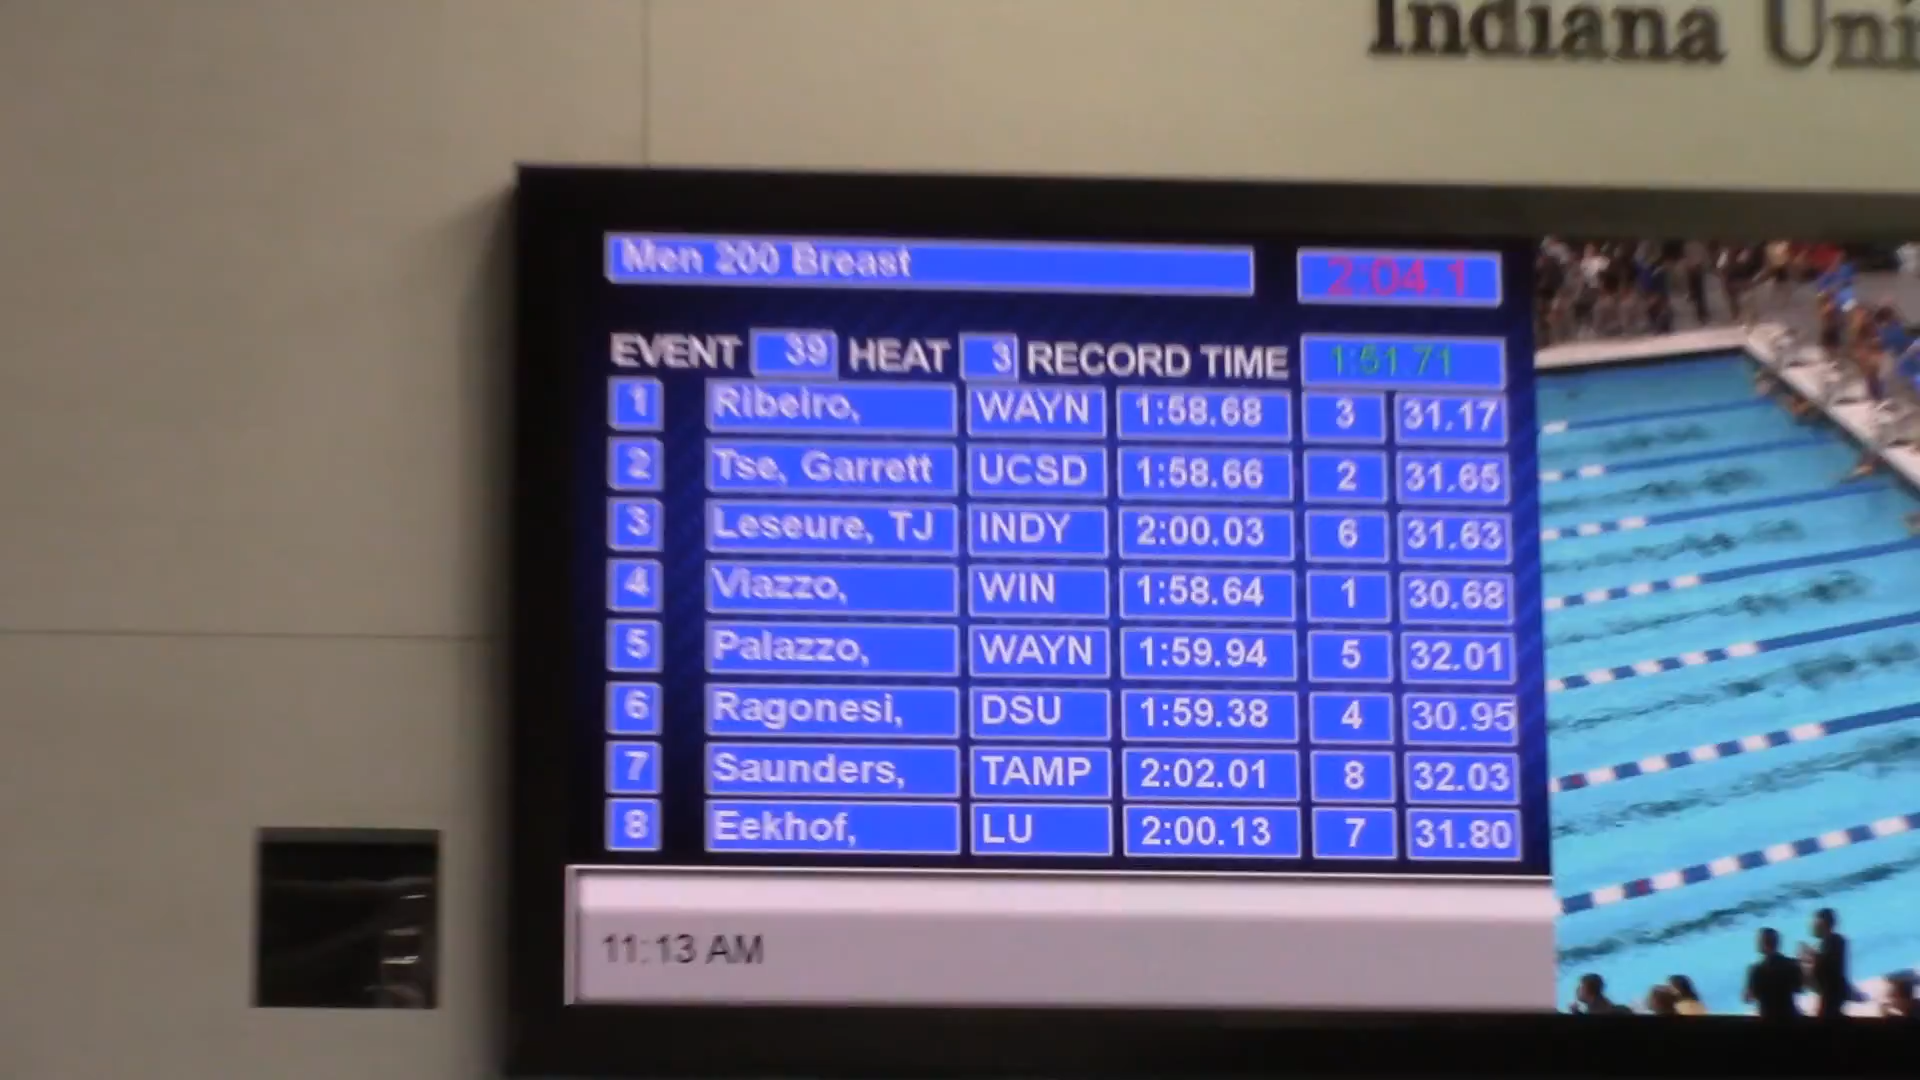 Indiana Uni
Men 200 Breast 2:04.1
EVENT 39 HEAT 3 RECORD TIME 1:51.71
1 Ribeiro, WAYN 1:58.68 3 31.17
2 Tse, Garrett UCSD 1:58.66 2 31.65
3 Leseure, TJ INDY 2:00.03 6 31.63
4 Viazzo, WIN 1:58.64 1 30.68
5 Palazzo, WAYN 1:59.94 5 32.01
6 Ragonesi, DSU 1:59.38 4 30.95
7 Saunders, TAMP 2:02.01 8 32.03
8 Eekhof, LU 2:00.13 7 31.80
11:13 AM